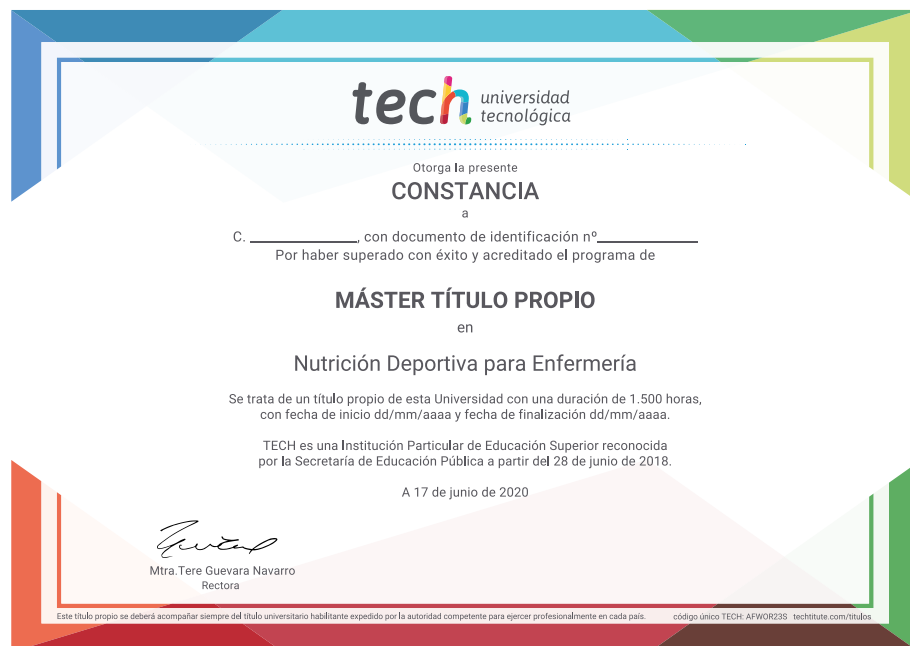 tech universidad
tecnológica
Otorga la presente
CONSTANCIA
a
C. ____________, con documento de identificación nº____________
Por haber superado con éxito y acreditado el programa de
MÁSTER TÍTULO PROPIO
en
Nutrición Deportiva para Enfermería
Se trata de un título propio de esta Universidad con una duración de 1.500 horas,
con fecha de inicio dd/mm/aaaa y fecha de finalización dd/mm/aaaa.
TECH es una Institución Particular de Educación Superior reconocida
por la Secretaría de Educación Pública a partir del 28 de junio de 2018.
A 17 de junio de 2020
Mtra.Tere Guevara Navarro
Rectora
Este título propio se deberá acompañar siempre del título universitario habilitante expedido por la autoridad competente para ejercer profesionalmente en cada país. código único TECH: AFWOR23S techtitute.com/titulos